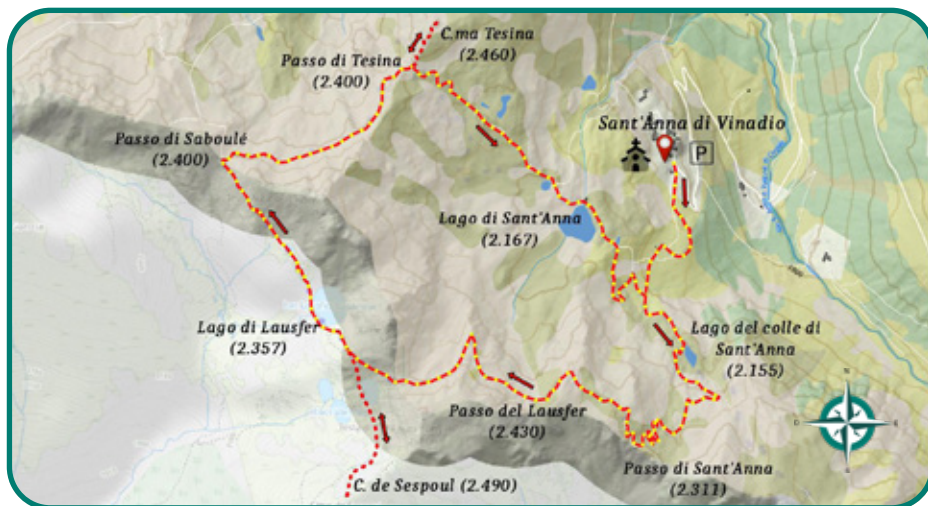 C.ma Tesina
(2.460)
Passo di Tesina
(2.400)
Passo di Saboulé
(2.400)
Sant'Anna di Vinadio
P
Lago di Sant'Anna
(2.167)
Lago di Lausfer
(2.357)
Lago del colle di
Sant'Anna
(2.155)
Passo del Lausfer
(2.430)
Passo di Sant'Anna
(2.311)
C. de Sespoul (2.490)
A
N
E
S
O